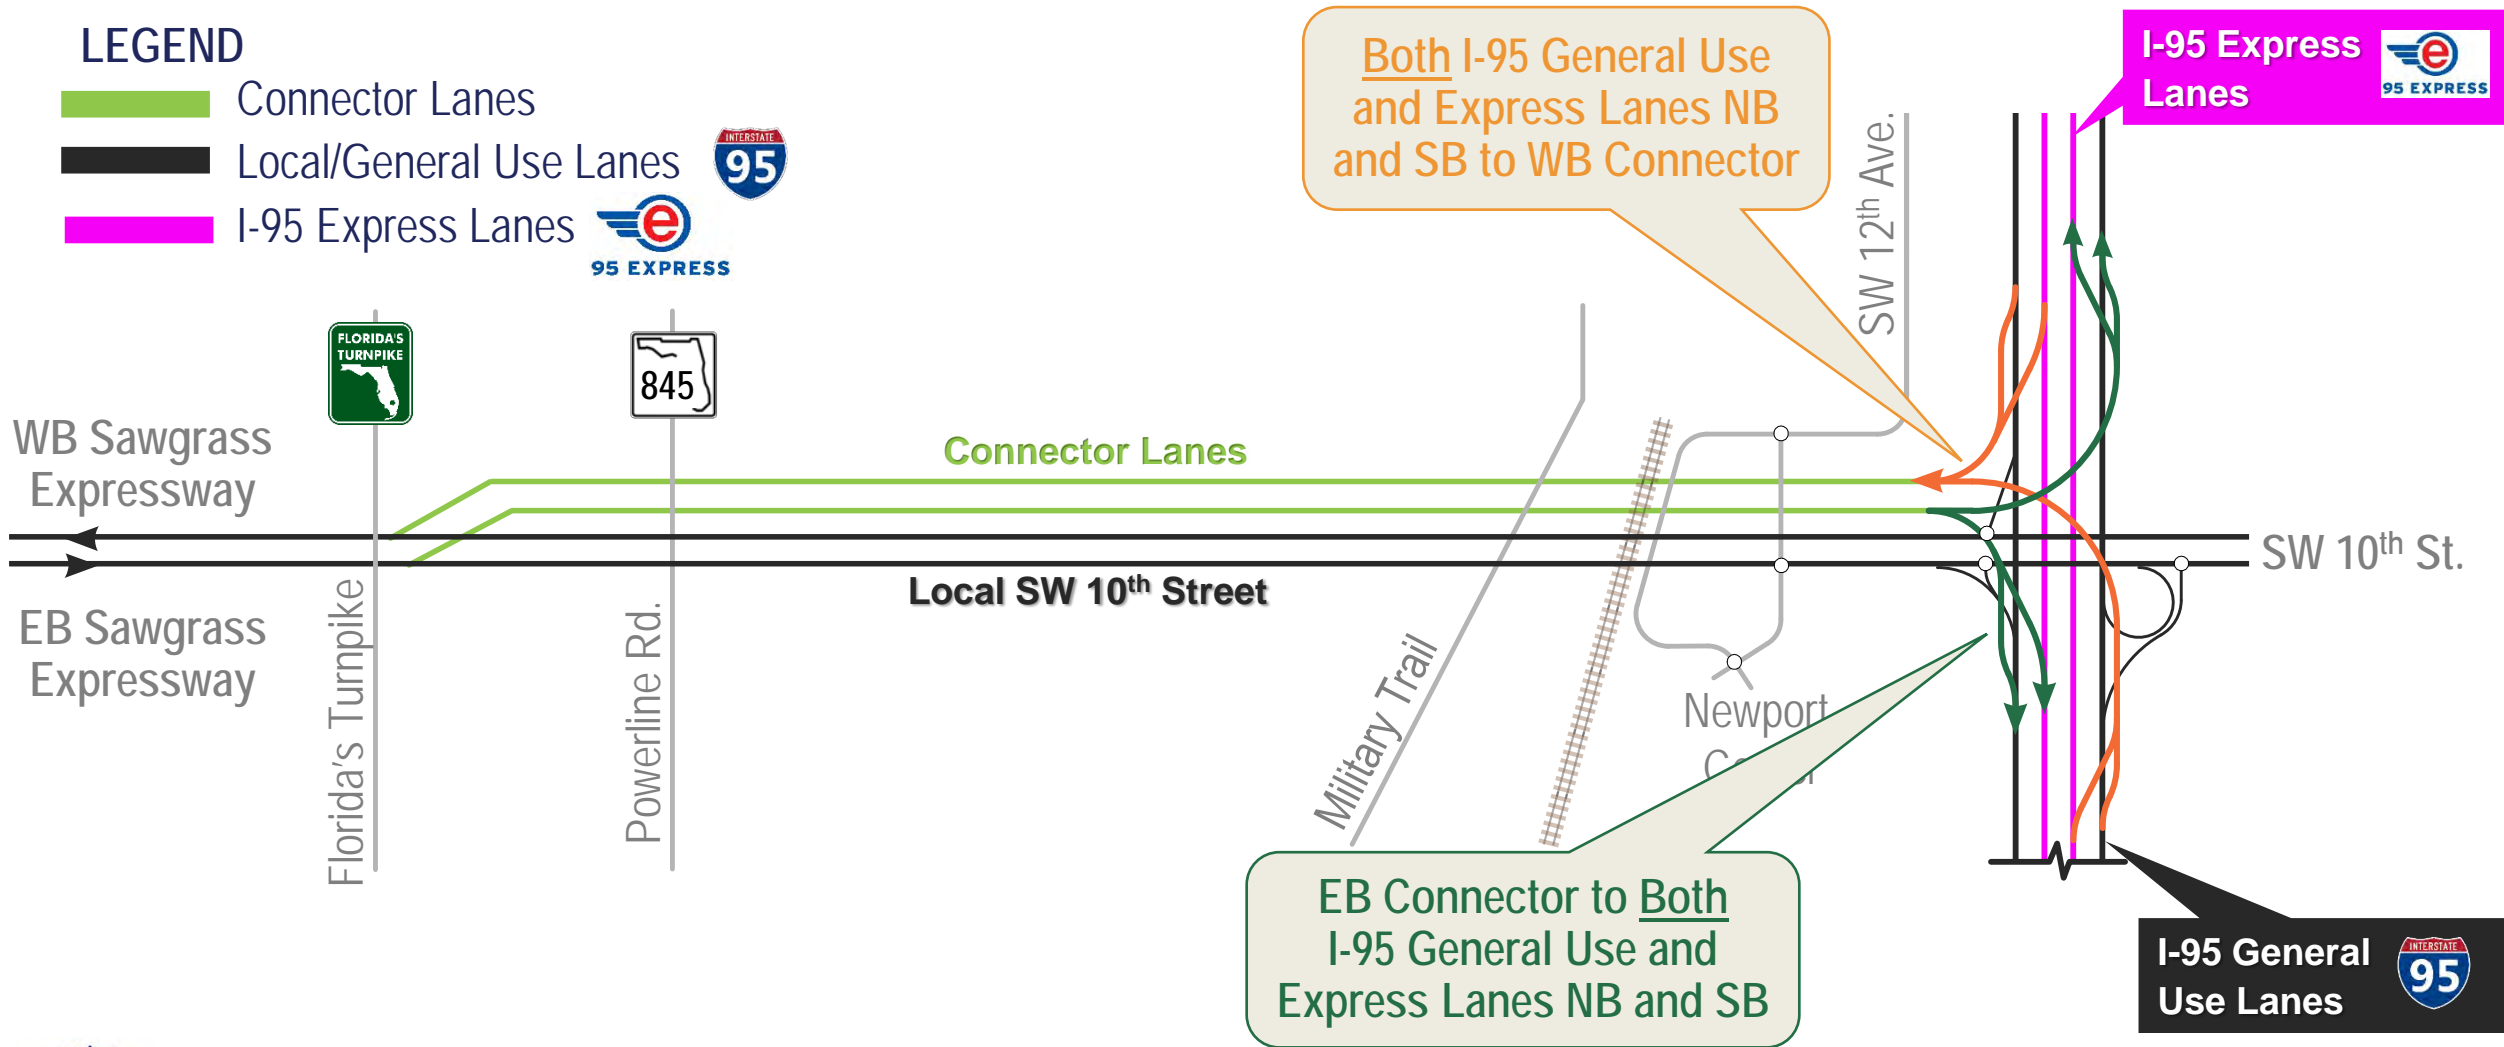 LEGEND
Connector Lanes
Local/General Use Lanes
INTERSTATE
95
I-95 Express Lanes
e
95 EXPRESS
Both I-95 General Use
and Express Lanes NB
and SB to WB Connector
SW 12th Ave.
I-95 Express
Lanes
e
95 EXPRESS
FLORIDA'S
TURNPIKE
845
WB Sawgrass
Expressway
Connector Lanes
SW 10th St.
Local SW 10th Street
EB Sawgrass
Expressway
Florida's Turnpike
Powerline Rd.
Military Trail
Newport
EB Connector to Both
I-95 General Use and
Express Lanes NB and SB
I-95 General
Use Lanes
INTERSTATE
95